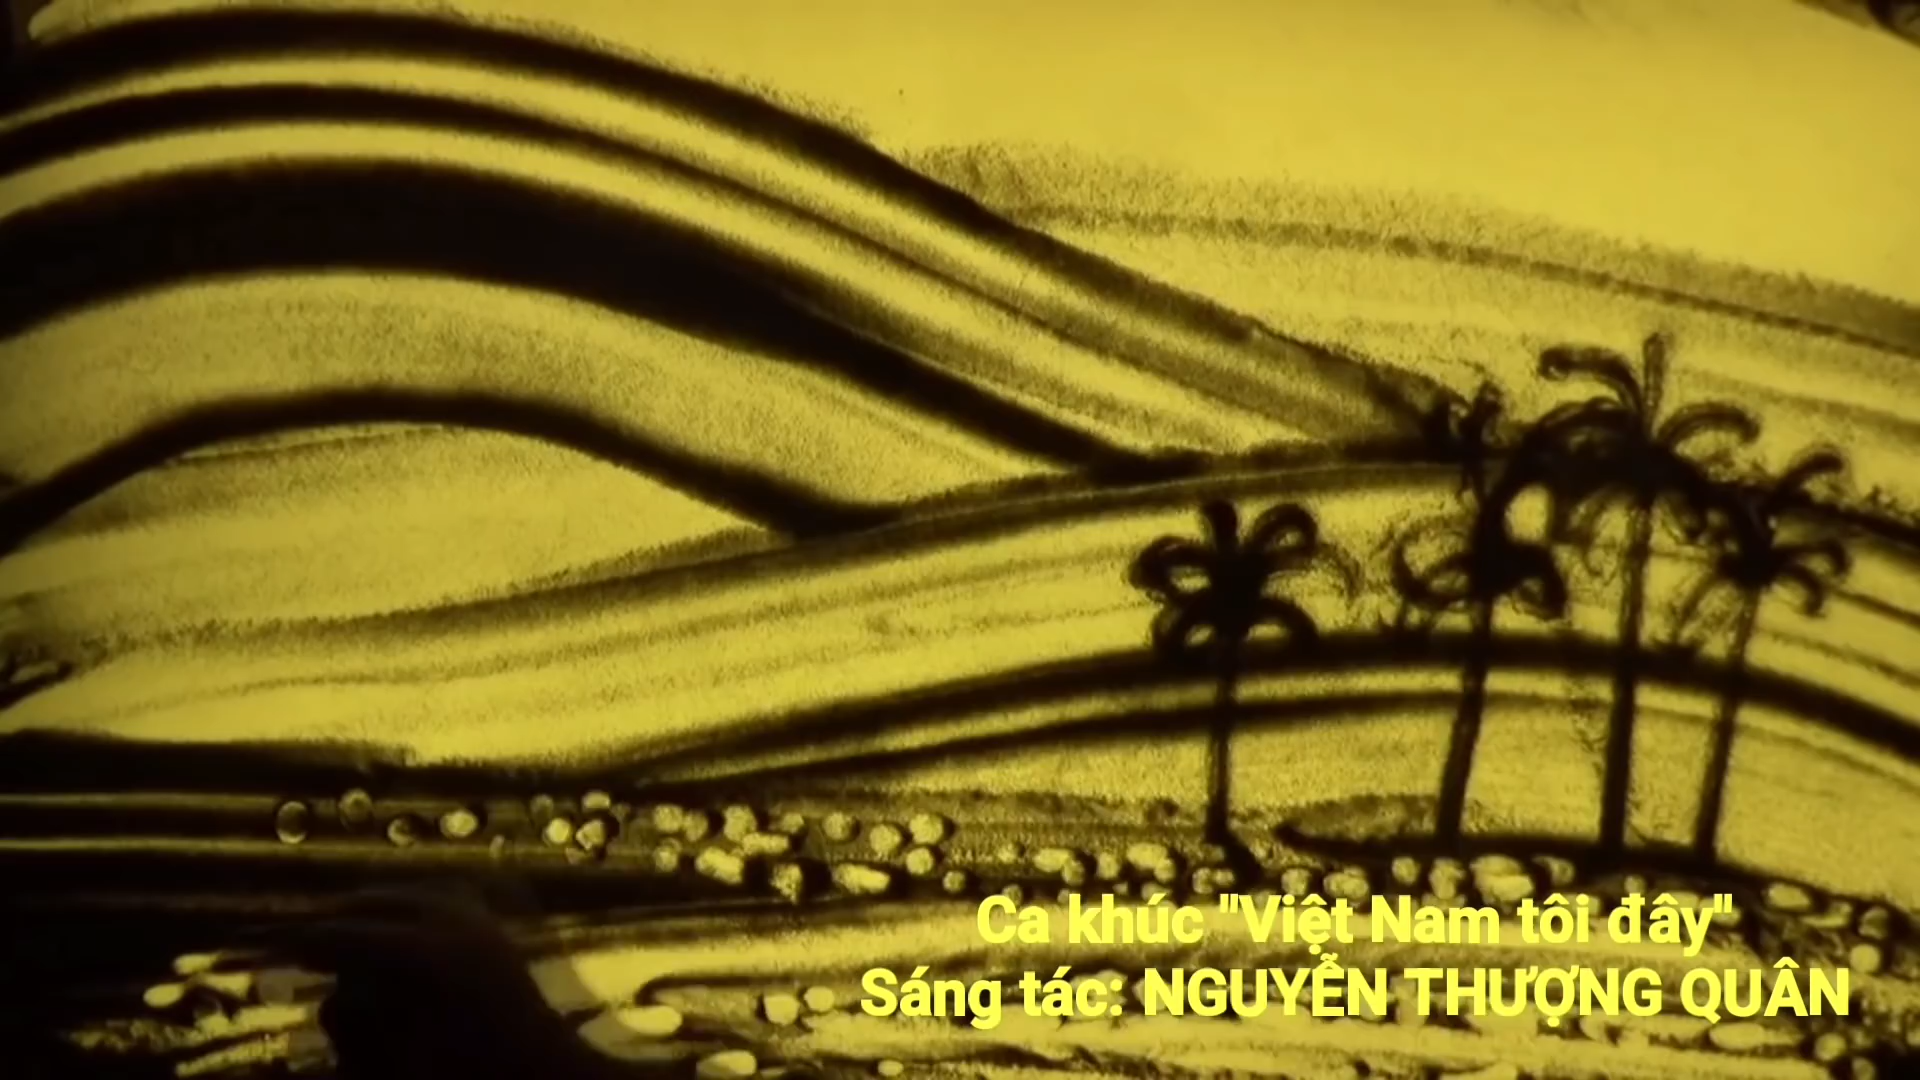 Ca khúc "Việt Nam tôi đây"
Sáng tác: NGUYỄN THƯỢNG QUÂN